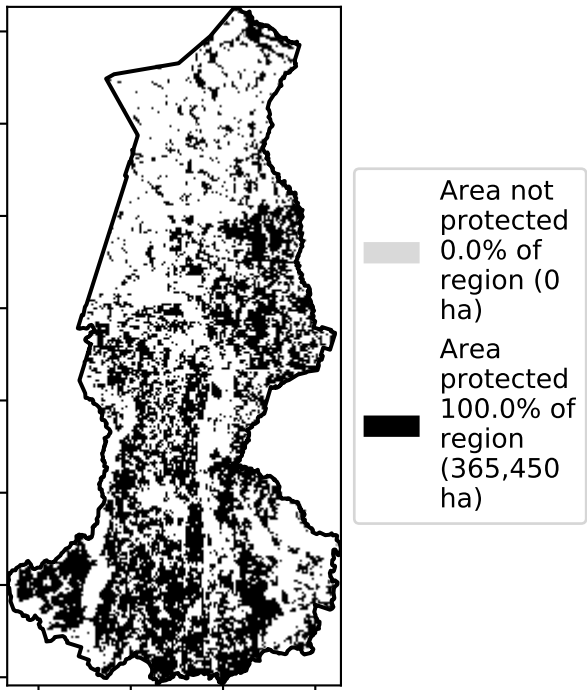 Area not
protected
0.0% of
region (0
ha)
Area
protected
100.0% of
region
(365,450
ha)